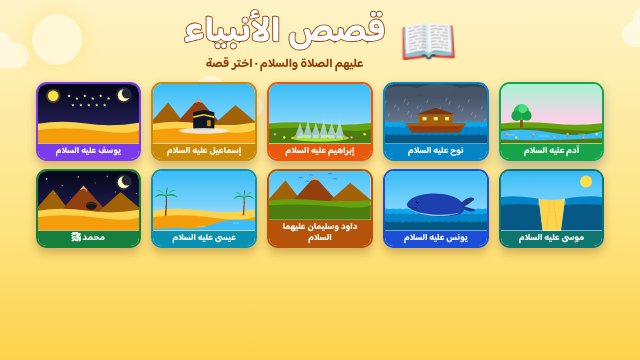 قصص الأنبياء
عليهم الصلاة والسلام · اختر قصة
آدم عليه السلام
نوح عليه السلام
إبراهيم عليه السلام
إسماعيل عليه السلام
يوسف عليه السلام
موسى عليه السلام
يونس عليه السلام
داود وسليمان عليهما
السلام
عيسى عليه السلام
محمد ﷺ